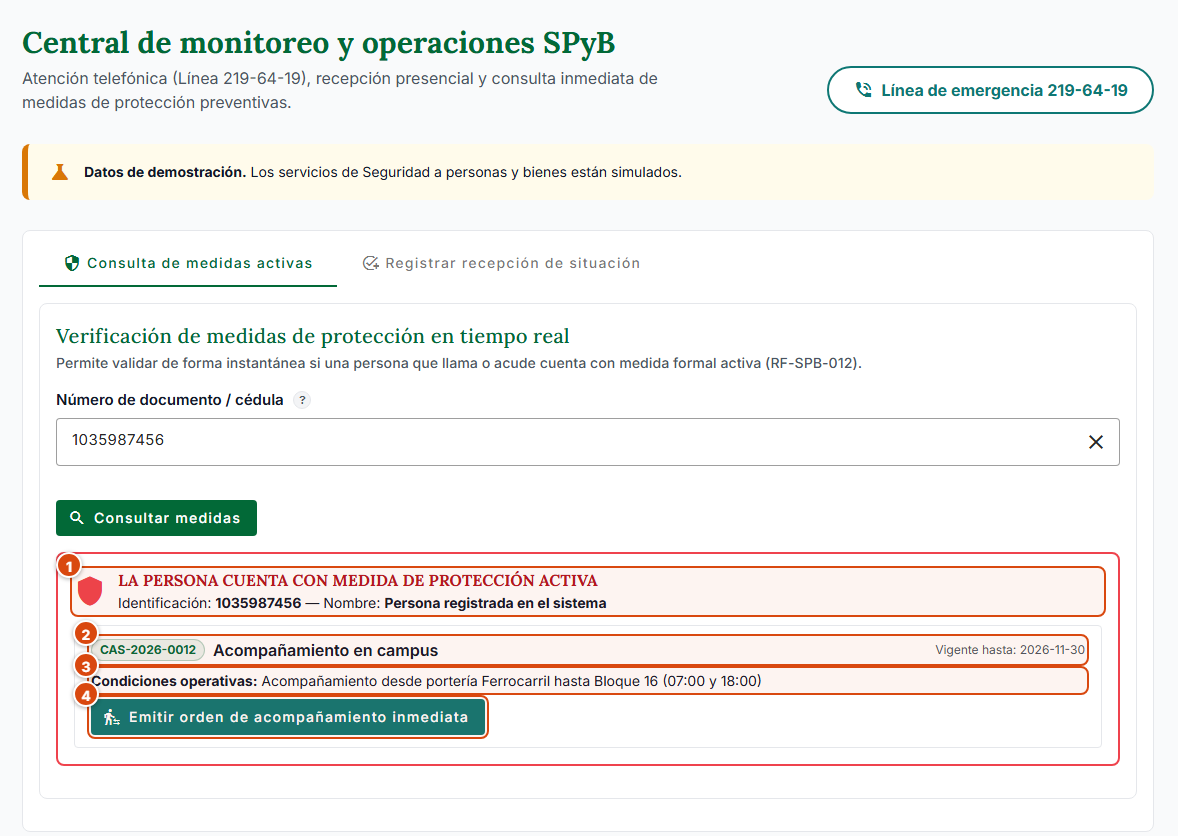 Central de monitoreo y operaciones SPyB
Atención telefónica (Línea 219-64-19), recepción presencial y consulta inmediata de
medidas de protección preventivas.
Línea de emergencia 219-64-19
Datos de demostración. Los servicios de Seguridad a personas y bienes están simulados.
Consulta de medidas activas
Registrar recepción de situación
Verificación de medidas de protección en tiempo real
Permite validar de forma instantánea si una persona que llama o acude cuenta con medida formal activa (RF-SPB-012).
Número de documento / cédula ?
1035987456
Consultar medidas
1
LA PERSONA CUENTA CON MEDIDA DE PROTECCIÓN ACTIVA
Identificación: 1035987456 — Nombre: Persona registrada en el sistema
2
CAS-2026-0012 Acompañamiento en campus Vigente hasta: 2026-11-30
3
Condiciones operativas: Acompañamiento desde portería Ferrocarril hasta Bloque 16 (07:00 y 18:00)
4
Emitir orden de acompañamiento inmediata